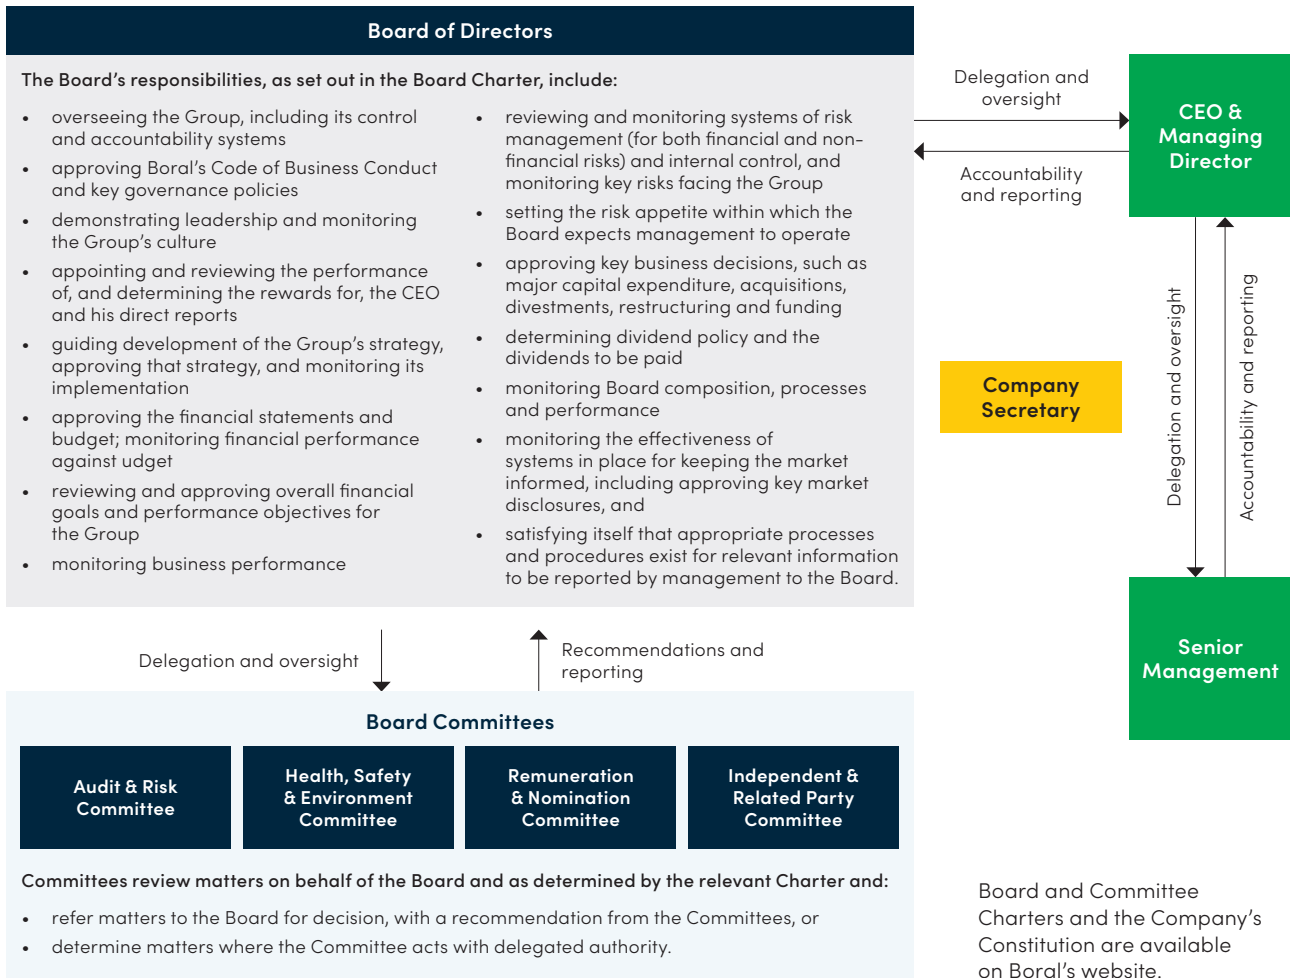 Board of Directors
The Board’s responsibilities, as set out in the Board Charter, include:
• overseeing the Group, including its control
and accountability systems
• approving Boral’s Code of Business Conduct
and key governance policies
• demonstrating leadership and monitoring
the Group’s culture
• appointing and reviewing the performance
of, and determining the rewards for, the CEO
and his direct reports
• guiding development of the Group’s strategy,
approving that strategy, and monitoring its
implementation
• approving the financial statements and
budget; monitoring financial performance
against udget
• reviewing and approving overall financial
goals and performance objectives for
the Group
• monitoring business performance
• reviewing and monitoring systems of risk
management (for both financial and non-
financial risks) and internal control, and
monitoring key risks facing the Group
• setting the risk appetite within which the
Board expects management to operate
• approving key business decisions, such as
major capital expenditure, acquisitions,
divestments, restructuring and funding
• determining dividend policy and the
dividends to be paid
• monitoring Board composition, processes
and performance
• monitoring the effectiveness of
systems in place for keeping the market
informed, including approving key market
disclosures, and
• satisfying itself that appropriate processes
and procedures exist for relevant information
to be reported by management to the Board.
Delegation and
oversight
Accountability
and reporting
CEO &
Managing
Director
Delegation and oversight
Accountability and reporting
Company
Secretary
Senior
Management
Delegation and oversight
Recommendations and
reporting
Board Committees
Audit & Risk
Committee
Health, Safety
& Environment
Committee
Remuneration
& Nomination
Committee
Independent &
Related Party
Committee
Committees review matters on behalf of the Board and as determined by the relevant Charter and:
• refer matters to the Board for decision, with a recommendation from the Committees, or
• determine matters where the Committee acts with delegated authority.
Board and Committee
Charters and the Company’s
Constitution are available
on Boral’s website.